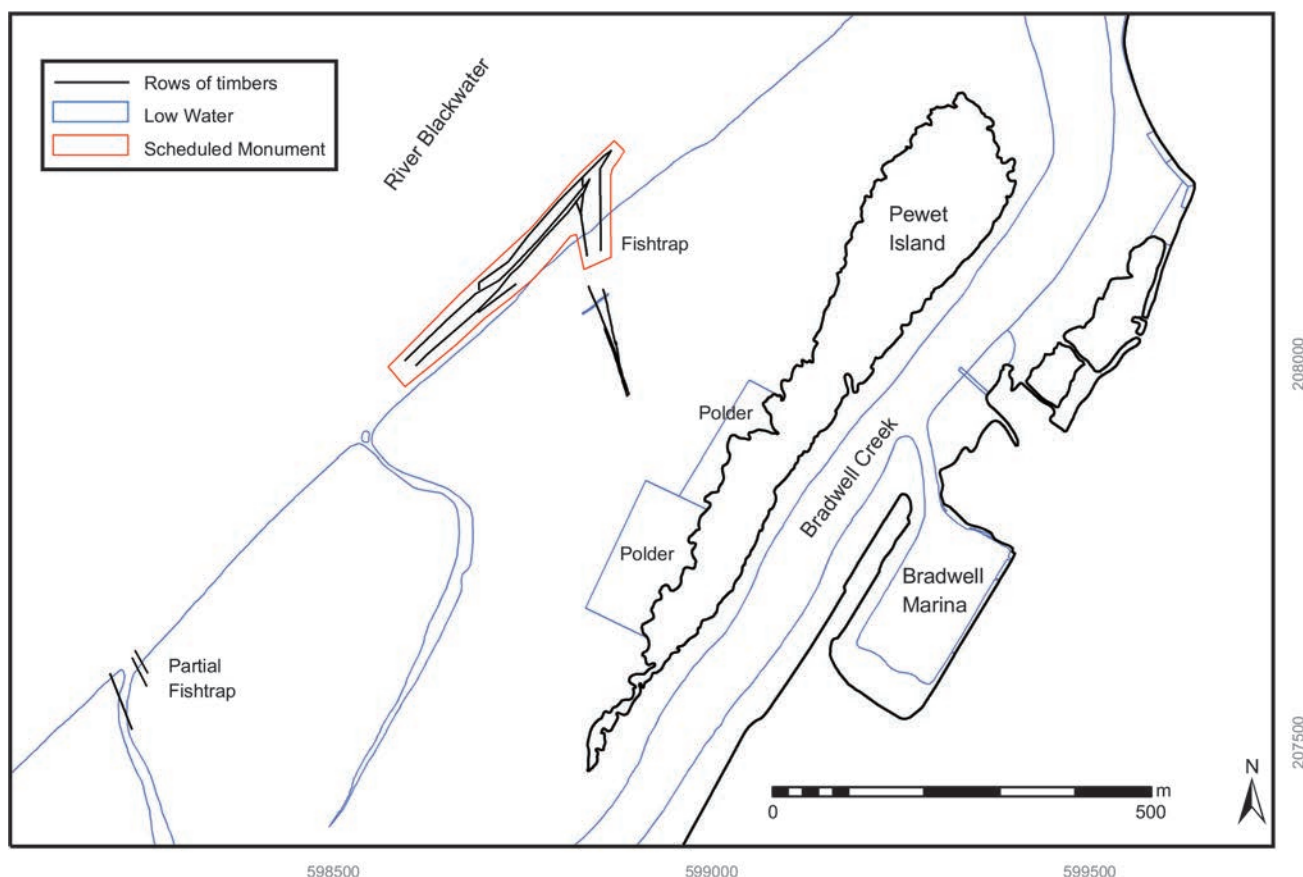 Rows of timbers
Low Water
Scheduled Monument
River Blackwater
Pewet
Island
Fishtrap
208000
Polder
Bradwell Creek
Polder
Bradwell
Marina
Partial
Fishtrap
207500
N
m
0
500
598500
599000
599500